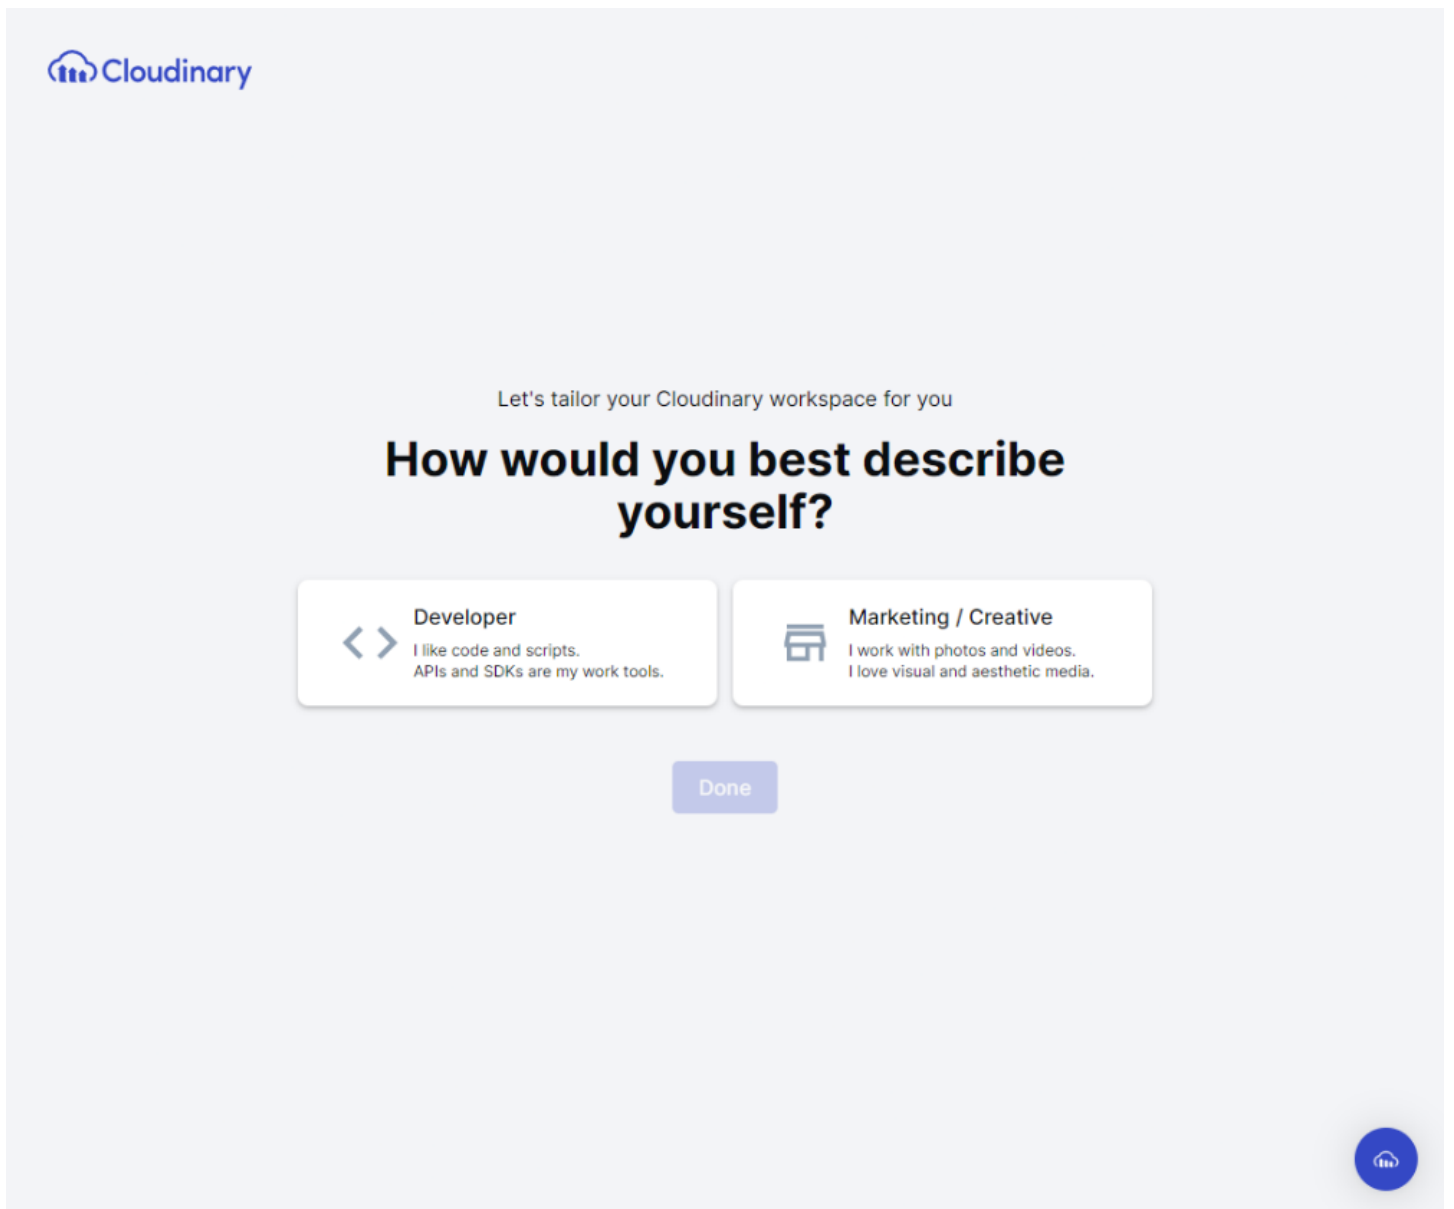 Cloudinary
Let's tailor your Cloudinary workspace for you
How would you best describe
yourself?
Developer
I like code and scripts.
APIs and SDKs are my work tools.
Marketing / Creative
I work with photos and videos.
I love visual and aesthetic media.
Done